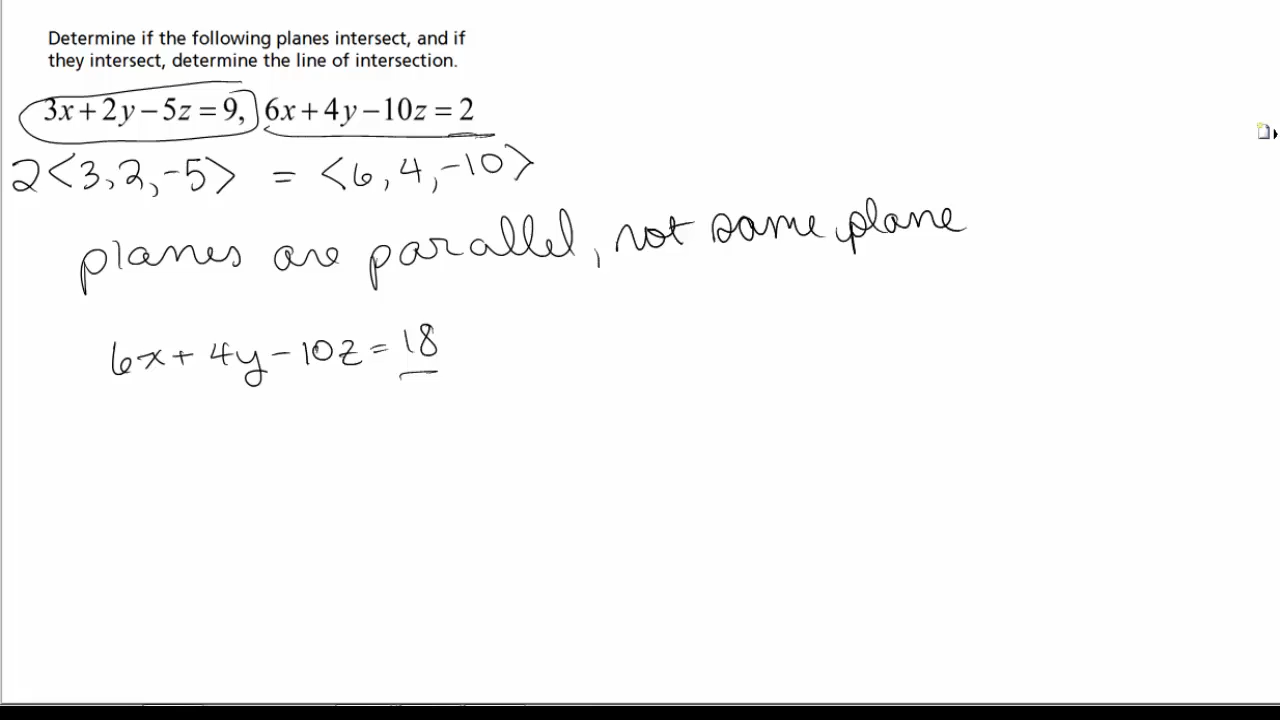 Determine if the following planes intersect, and if
they intersect, determine the line of intersection.
3x+2y−5z=9, 6x+4y−10z=2
2<3,2,-5> = <6,4,-10>
planes are parallel, not same plane
6x+4y-10z=18